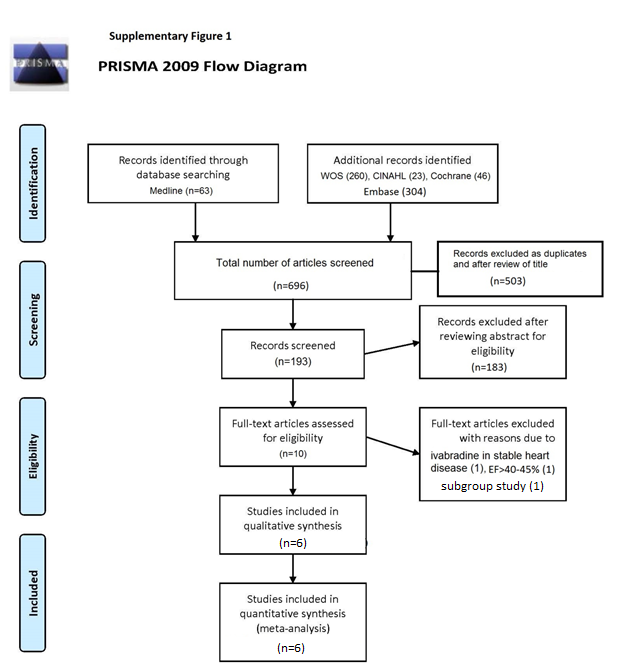 Supplementary Figure 1
PRISMA
PRISMA 2009 Flow Diagram
Identification
Records identified through
database searching
Medline (n=63)
Additional records identified
WOS (260), CINAHL (23), Cochrane (46)
Embase (304)
Total number of articles screened
(n=696)
Records excluded as duplicates
and after review of title
(n=503)
Screening
Records screened
(n=193)
Records excluded after
reviewing abstract for
eligibility
(n=183)
Eligibility
Full-text articles assessed
for eligibility
(n=10)
Full-text articles excluded
with reasons due to
ivabradine in stable heart
disease (1), EF>40-45% (1)
subgroup study (1)
Studies included in
qualitative synthesis
(n=6)
Included
Studies included in
quantitative synthesis
(meta-analysis)
(n=6)